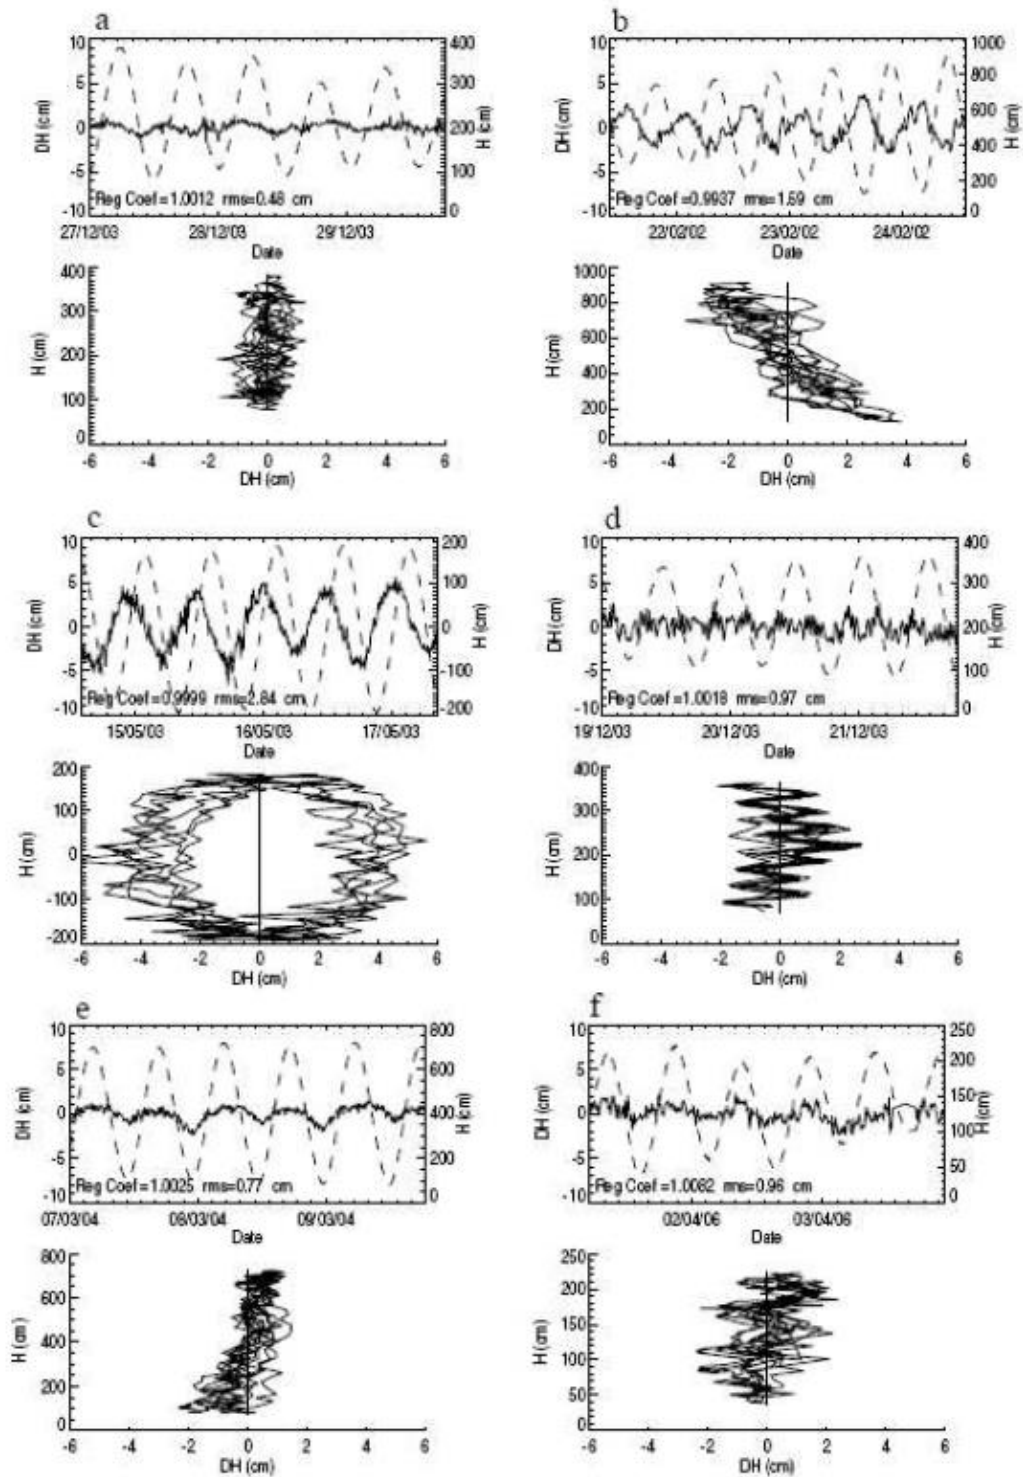 a
10 400
5 300
DH (cm) 0 200 H (cm)
-5 100
Reg Coef=1.0012 rms=0.48 cm
-10 0
27/12/03 28/12/03 29/12/03
Date
400
300
H (cm) 200
100
0
-6 -4 -2 0 2 4 6
DH (cm)
b
10 1000
5 800
600
DH (cm) 0 H (cm)
400
-5 200
Reg Coef=0.9937 rms=1.59 cm
-10 0
22/02/02 23/02/02 24/02/02
Date
1000
800
600
H (cm)
400
200
0
-6 -4 -2 0 2 4 6
DH (cm)
c
10 200
5 100
DH (cm) 0 0 H (cm)
-5 -100
Reg Coef=0.9999 rms=2.84 cm
-10 -200
15/05/03 16/05/03 17/05/03
Date
200
100
H (cm) 0
-100
-200
-6 -4 -2 0 2 4 6
DH (cm)
d
10 400
5 300
DH (cm) 0 200 H (cm)
-5 100
Reg Coef=1.0018 rms=0.97 cm
-10 0
19/12/03 20/12/03 21/12/03
Date
400
300
H (cm) 200
100
0
-6 -4 -2 0 2 4 6
DH (cm)
e
10 800
5 600
DH (cm) 0 400 H (cm)
-5 200
Reg Coef=1.0025 rms=0.77 cm
-10 0
07/03/04 08/03/04 09/03/04
Date
800
600
H (cm) 400
200
0
-6 -4 -2 0 2 4 6
DH (cm)
f
10 250
5 200
150
DH (cm) 0 H(cm)
100
-5 50
Reg Coef=1.0082 rms=0.96 cm
-10 0
02/04/06 03/04/06
Date
250
200
150
H (cm)
100
50
0
-6 -4 -2 0 2 4 6
DH (cm)